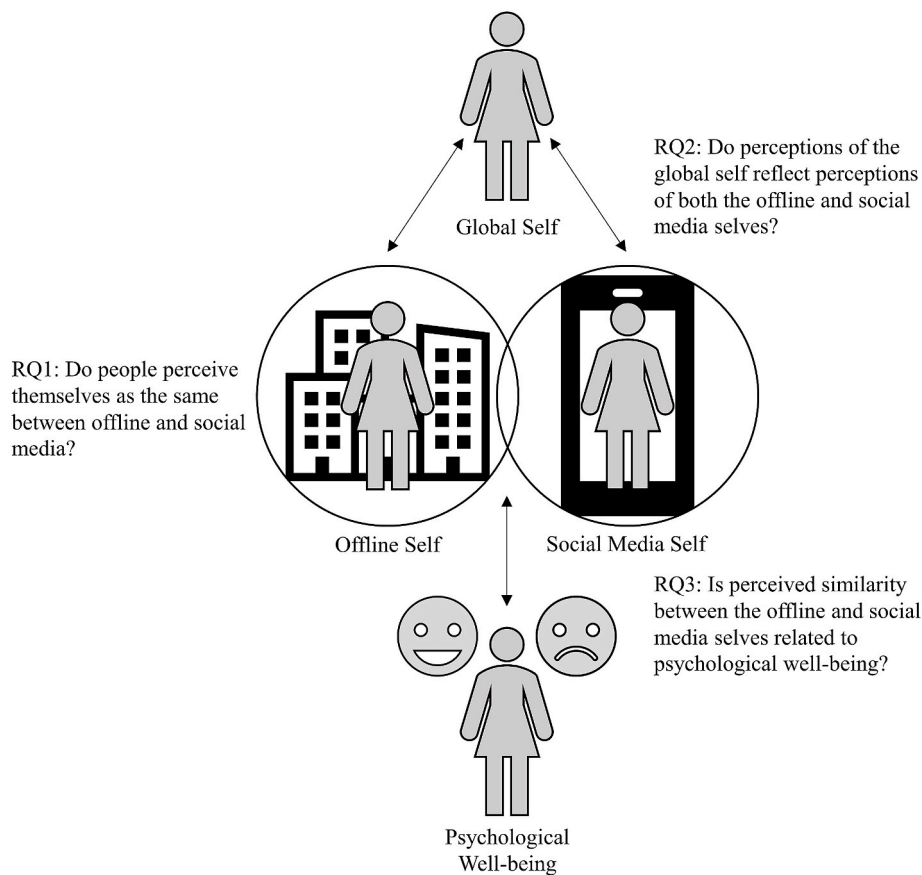 RQ2: Do perceptions of the
global self reflect perceptions
of both the offline and social
media selves?
Global Self
RQ1: Do people perceive
themselves as the same
between offline and social
media?
Offline Self
Social Media Self
RQ3: Is perceived similarity
between the offline and social
media selves related to
psychological well-being?
Psychological
Well-being